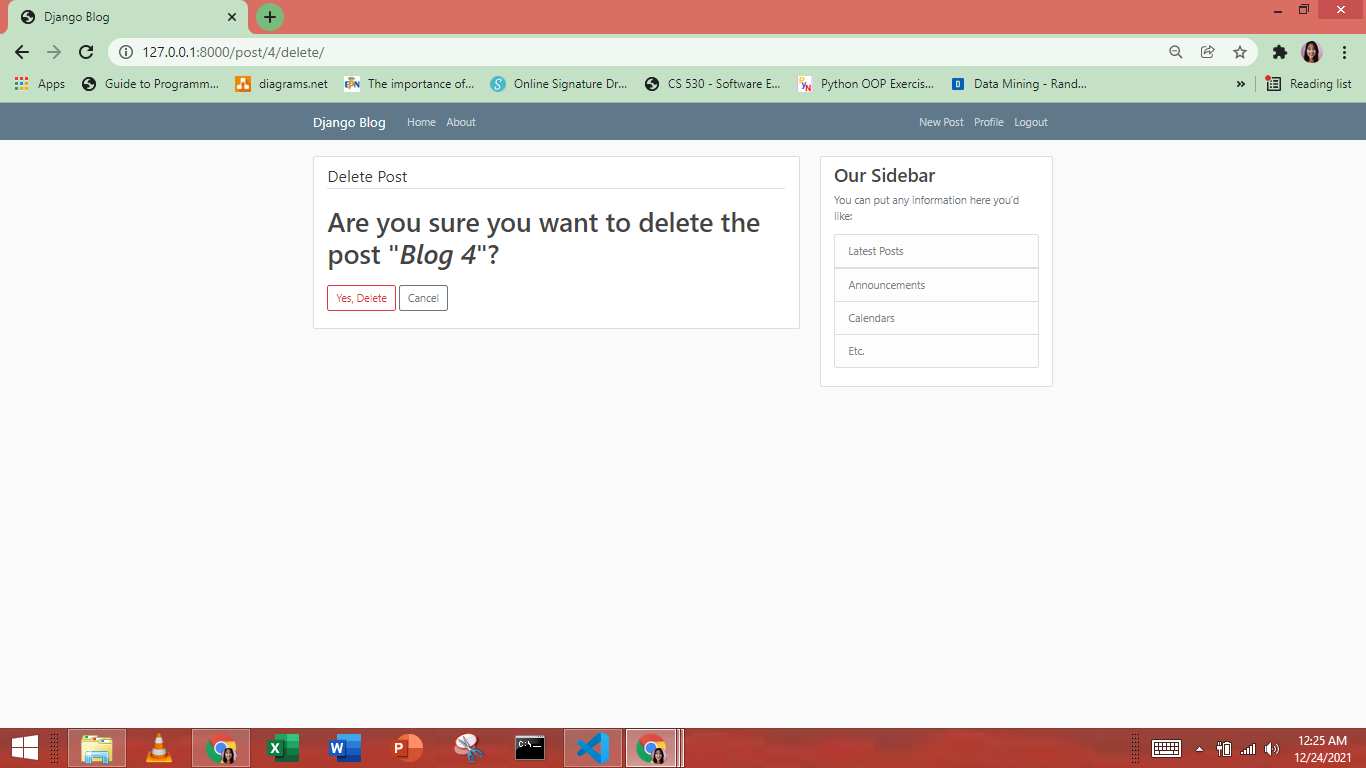 Django Blog
127.0.0.1:8000/post/4/delete/
Apps Guide to Programm... diagrams.net The importance of... Online Signature Dr... CS 530 - Software E... Python OOP Exercis... Data Mining - Rand... » Reading list
Django Blog Home About New Post Profile Logout
Delete Post
Are you sure you want to delete the
post "Blog 4"?
Yes, Delete Cancel
Our Sidebar
You can put any information here you'd
like:
Latest Posts
Announcements
Calendars
Etc.
12:25 AM
12/24/2021